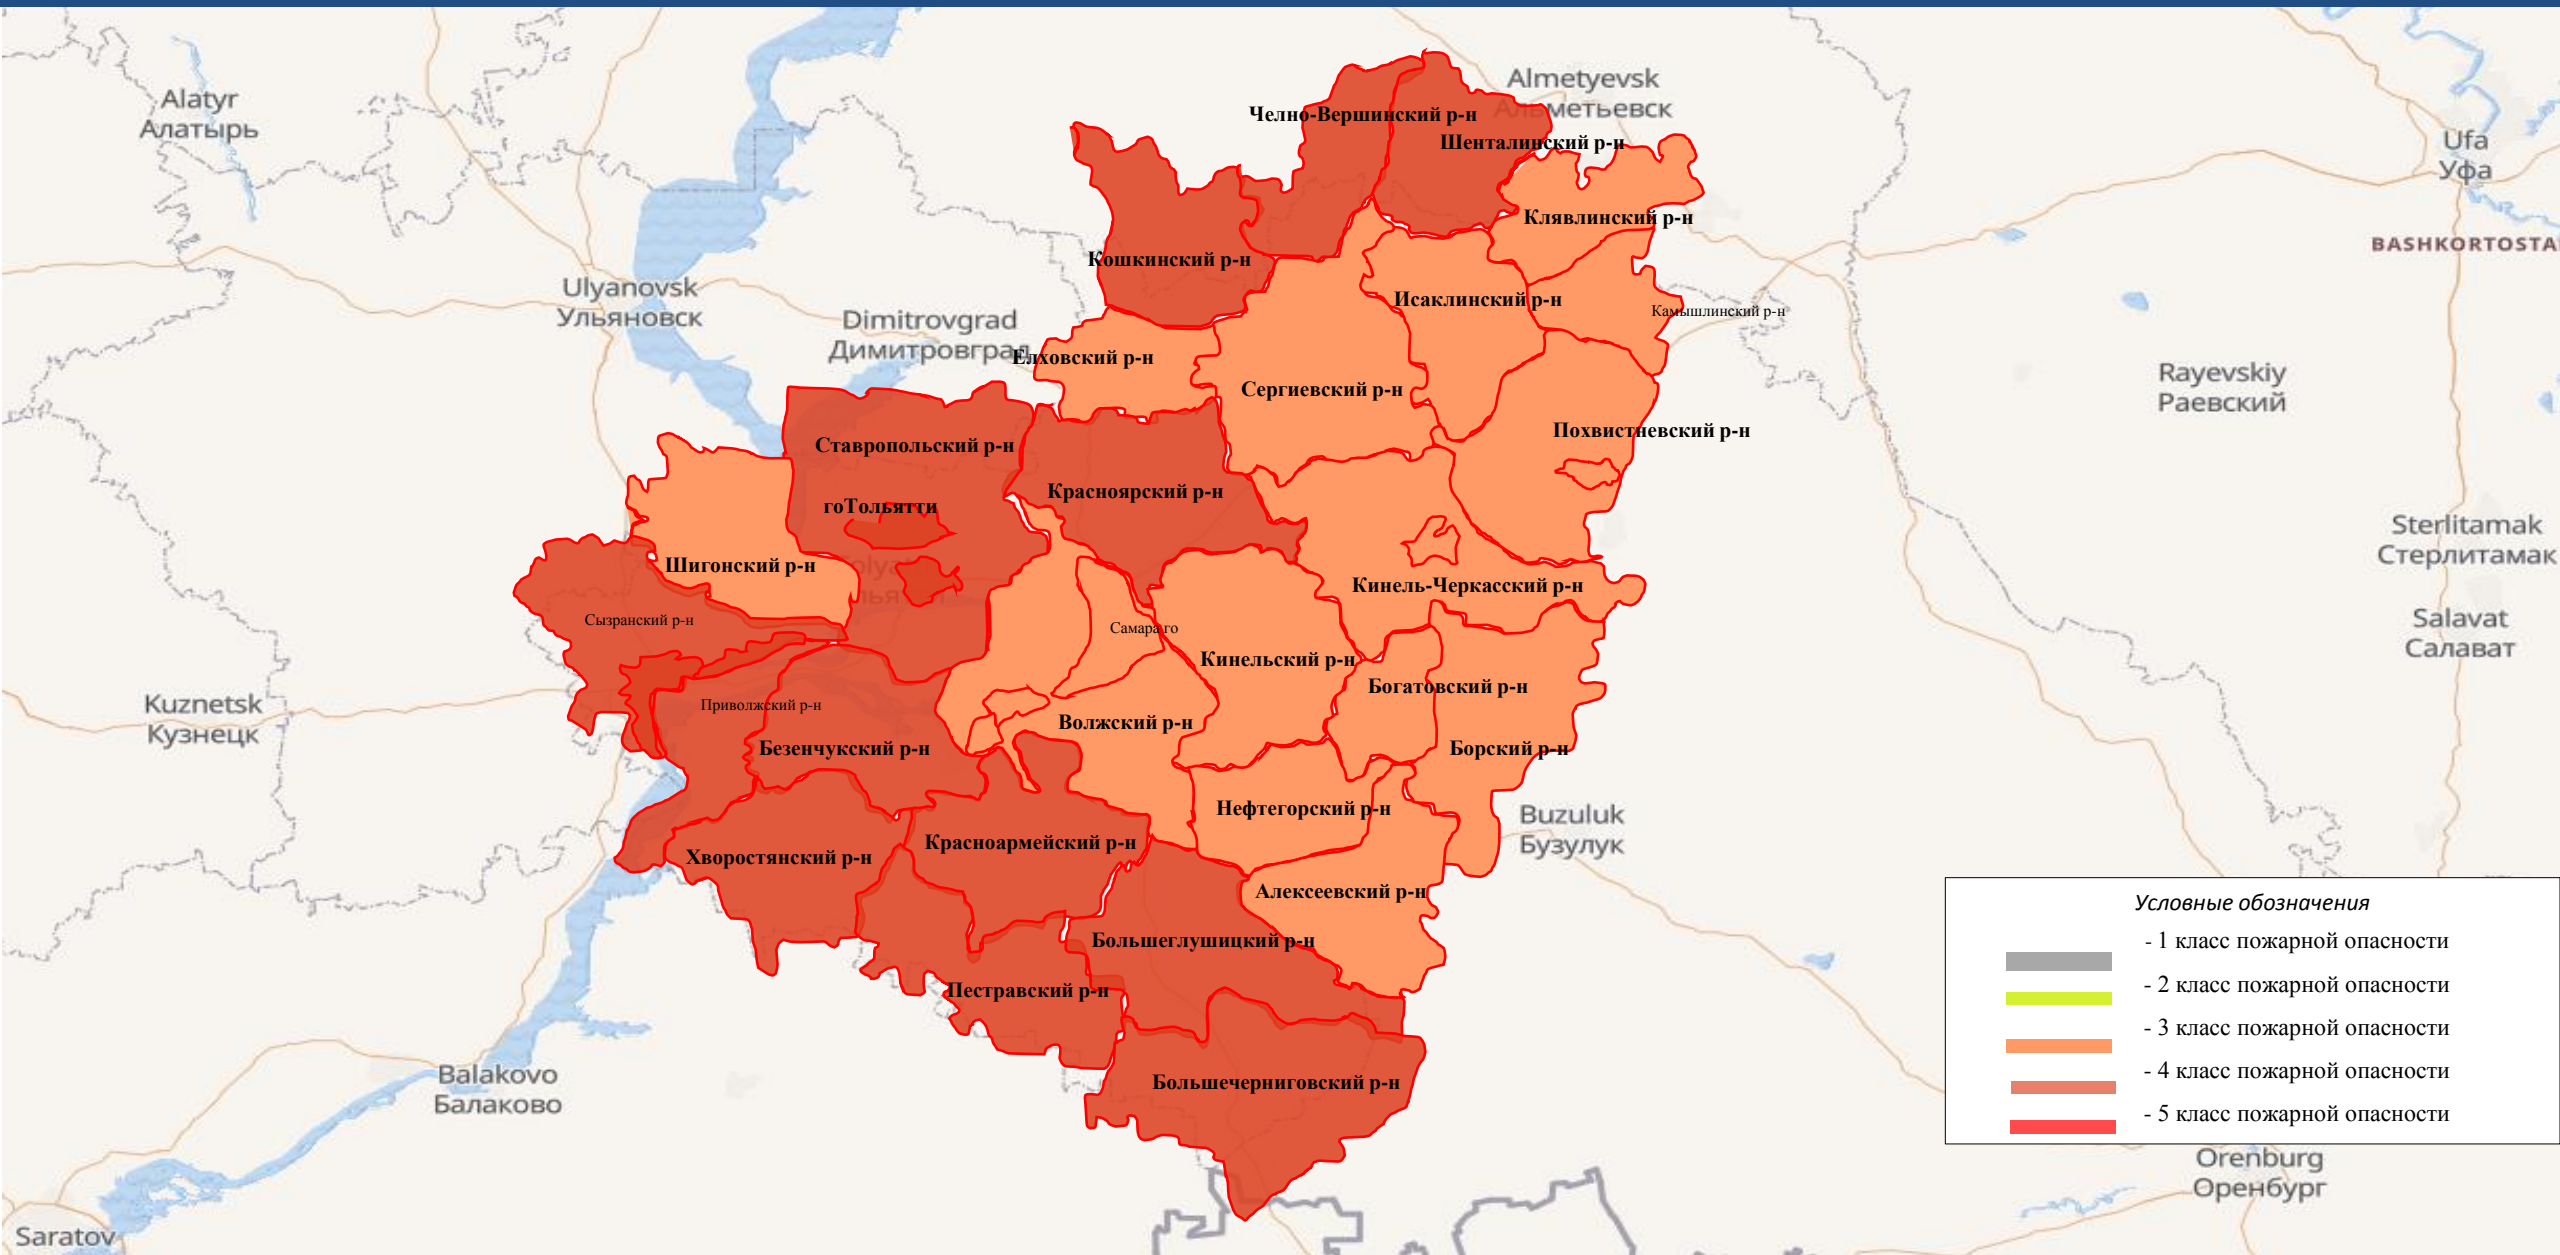 Almetyevsk
Альметьевск
Alatyr
Алатырь
Челно-Вершинский р-н
Шенталинский р-н
Ufa
Уфа
Клявлинский р-н
BASHKORTOSTA
Кошкинский р-н
Ulyanovsk
Ульяновск
Исаклинский р-н
Камышлинский р-н
Dimitrovgrad
Димитровград
Елховский р-н
Сергиевский р-н
Rayevskiy
Раевский
Похвистневский р-н
Ставропольский р-н
Красноярский р-н
гоТольятти
Sterlitamak
Стерлитамак
Шигонский р-н
Кинель-Черкасский р-н
Сызранский р-н
Самара го
Salavat
Салават
Кинельский р-н
Богатовский р-н
Kuznetsk
Кузнецк
Приволжский р-н
Волжский р-н
Безенчукский р-н
Борский р-н
Нефтегорский р-н
Buzuluk
Бузулук
Красноармейский р-н
Хворостянский р-н
Алексеевский р-н
Большеглушицкий р-н
Пестравский р-н
Balakovo
Балаково
Большечерниговский р-н
Условные обозначения
- 1 класс пожарной опасности
- 2 класс пожарной опасности
- 3 класс пожарной опасности
- 4 класс пожарной опасности
- 5 класс пожарной опасности
Orenburg
Оренбург
Saratov